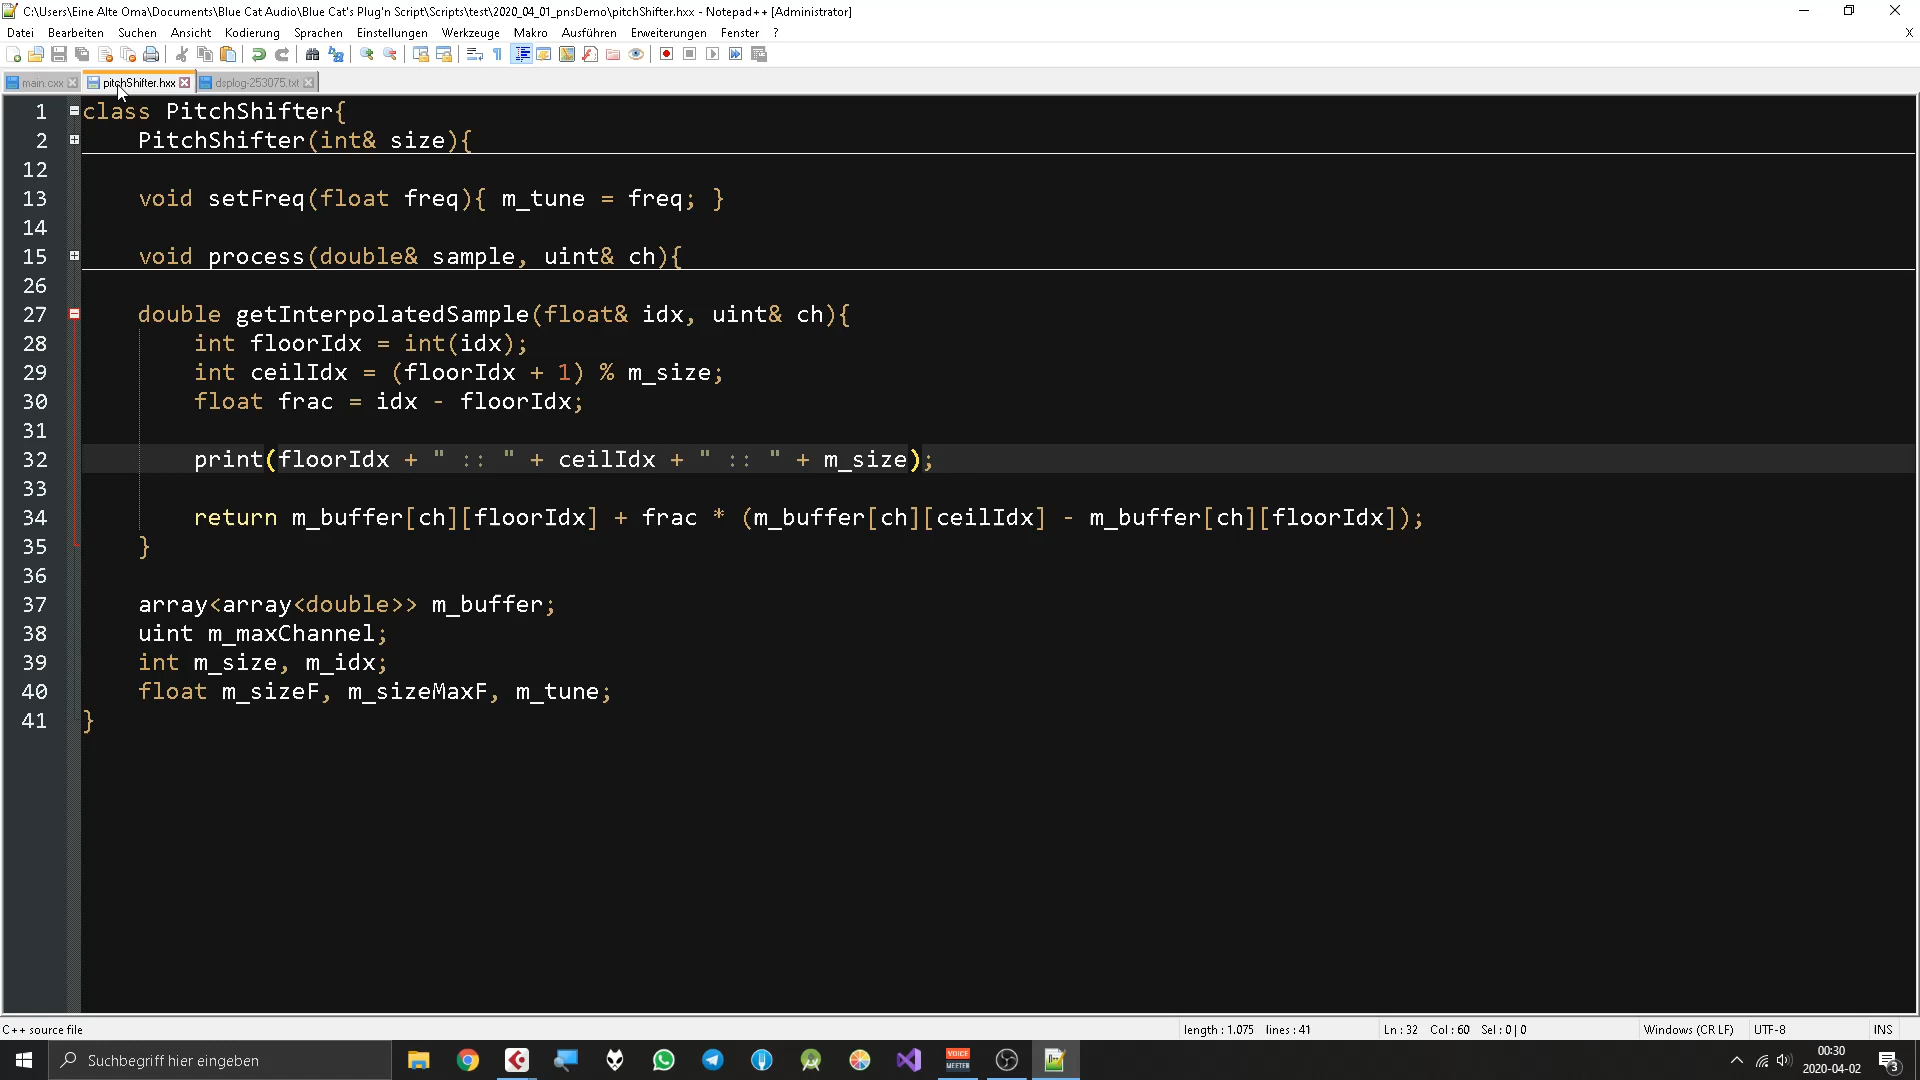 C:\Users\Eine Alte Oma\Documents\Blue Cat Audio\Blue Cat's Plug'n Script\Scripts\test\2020_04_01_pnsDemo\pitchShifter.hxx - Notepad++ [Administrator]
Datei Bearbeiten Suchen Ansicht Kodierung Sprachen Einstellungen Werkzeuge Makro Ausführen Erweiterungen Fenster ? X
main.cxx pitchShifter.hxx dsplog-253075.txt
1 class PitchShifter{
2 PitchShifter(int& size){
12
13 void setFreq(float freq){ m_tune = freq; }
14
15 void process(double& sample, uint& ch){
26
27 double getInterpolatedSample(float& idx, uint& ch){
28 int floorIdx = int(idx);
29 int ceilIdx = (floorIdx + 1) % m_size;
30 float frac = idx - floorIdx;
31
32 print(floorIdx + " :: " + ceilIdx + " :: " + m_size);
33
34 return m_buffer[ch][floorIdx] + frac * (m_buffer[ch][ceilIdx] - m_buffer[ch][floorIdx]);
35 }
36
37 array<array<double>> m_buffer;
38 uint m_maxChannel;
39 int m_size, m_idx;
40 float m_sizeF, m_sizeMaxF, m_tune;
41 }
C++ source file length : 1.075 lines : 41 Ln : 32 Col : 60 Sel : 0 | 0 Windows (CR LF) UTF-8 INS
Suchbegriff hier eingeben VOICE MEETER 00:30
2020-04-02 3